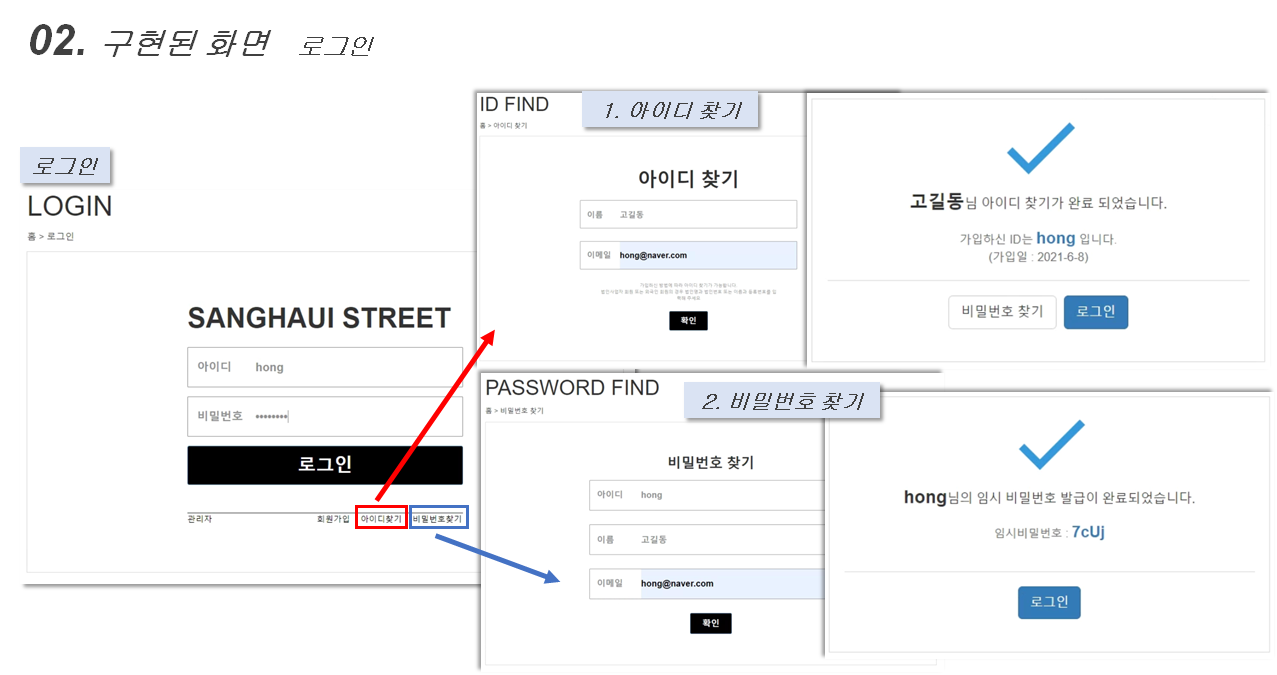 02. 구현된 화면 로그인
로그인
LOGIN
홈 > 로그인
SANGHAUI STREET
아이디 hong
비밀번호 ••••••••
로그인
관리자 회원가입 아이디찾기 비밀번호찾기
ID FIND
1. 아이디 찾기
홈 > 아이디 찾기
아이디 찾기
이름 고길동
이메일 hong@naver.com
확인
고길동님 아이디 찾기가 완료 되었습니다.
가입하신 ID는 hong 입니다.
(가입일 : 2021-6-8)
비밀번호 찾기 로그인
PASSWORD FIND
2. 비밀번호 찾기
홈 > 비밀번호 찾기
비밀번호 찾기
아이디 hong
이름 고길동
이메일 hong@naver.com
확인
hong님의 임시 비밀번호 발급이 완료되었습니다.
임시비밀번호 : 7cUj
로그인